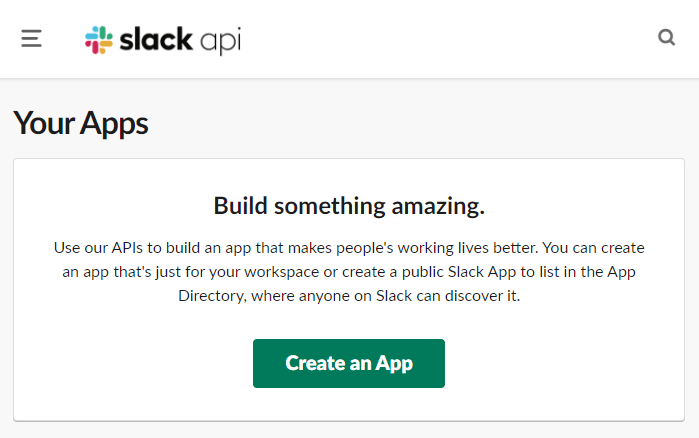 slack api
Your Apps
Build something amazing.
Use our APIs to build an app that makes people's working lives better. You can create
an app that's just for your workspace or create a public Slack App to list in the App
Directory, where anyone on Slack can discover it.
Create an App